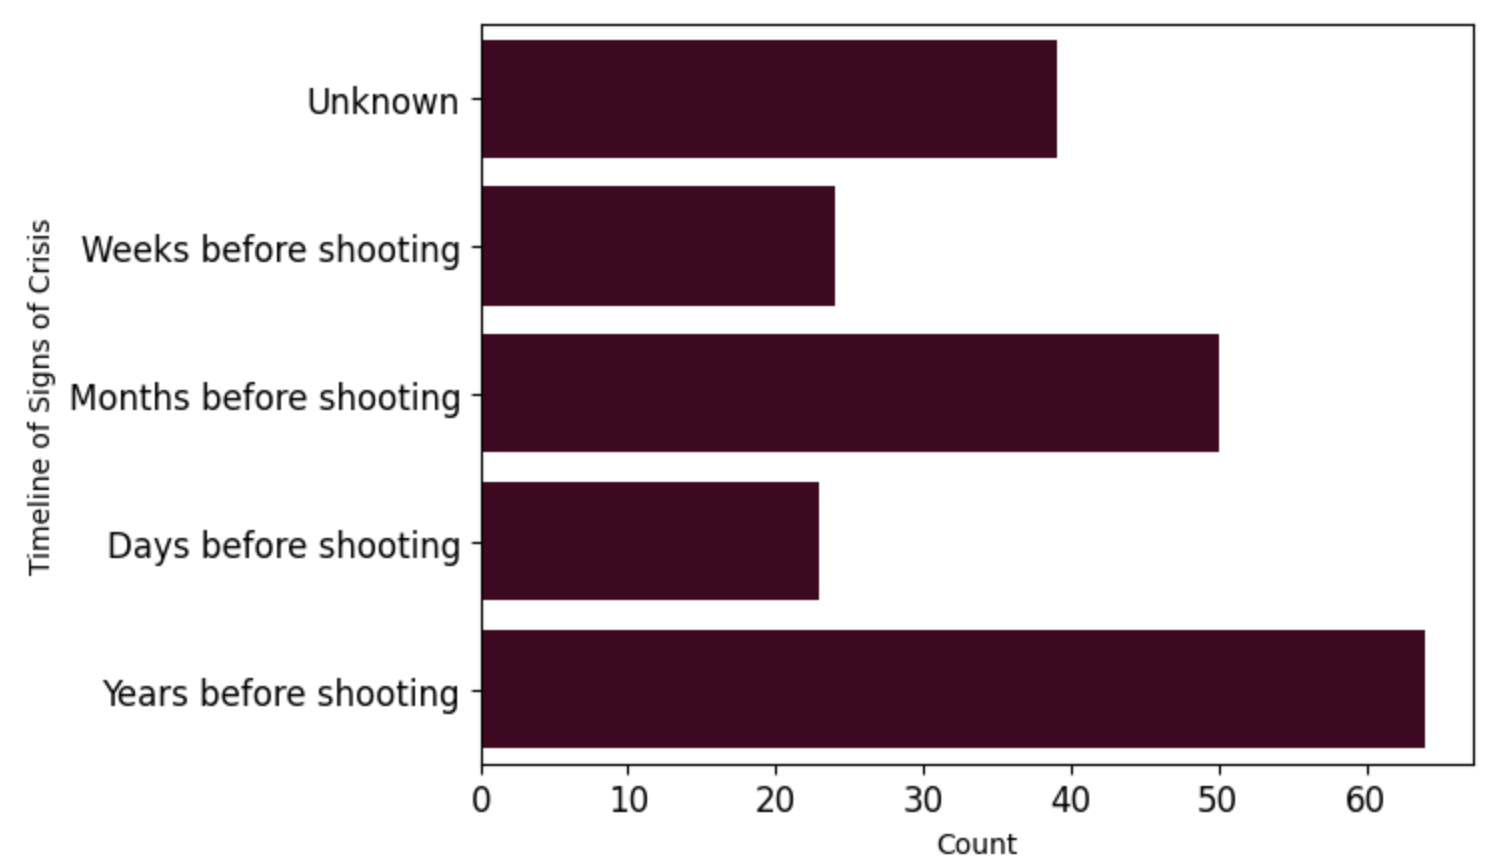 Timeline of Signs of Crisis
Unknown
Weeks before shooting
Months before shooting
Days before shooting
Years before shooting
0 10 20 30 40 50 60
Count